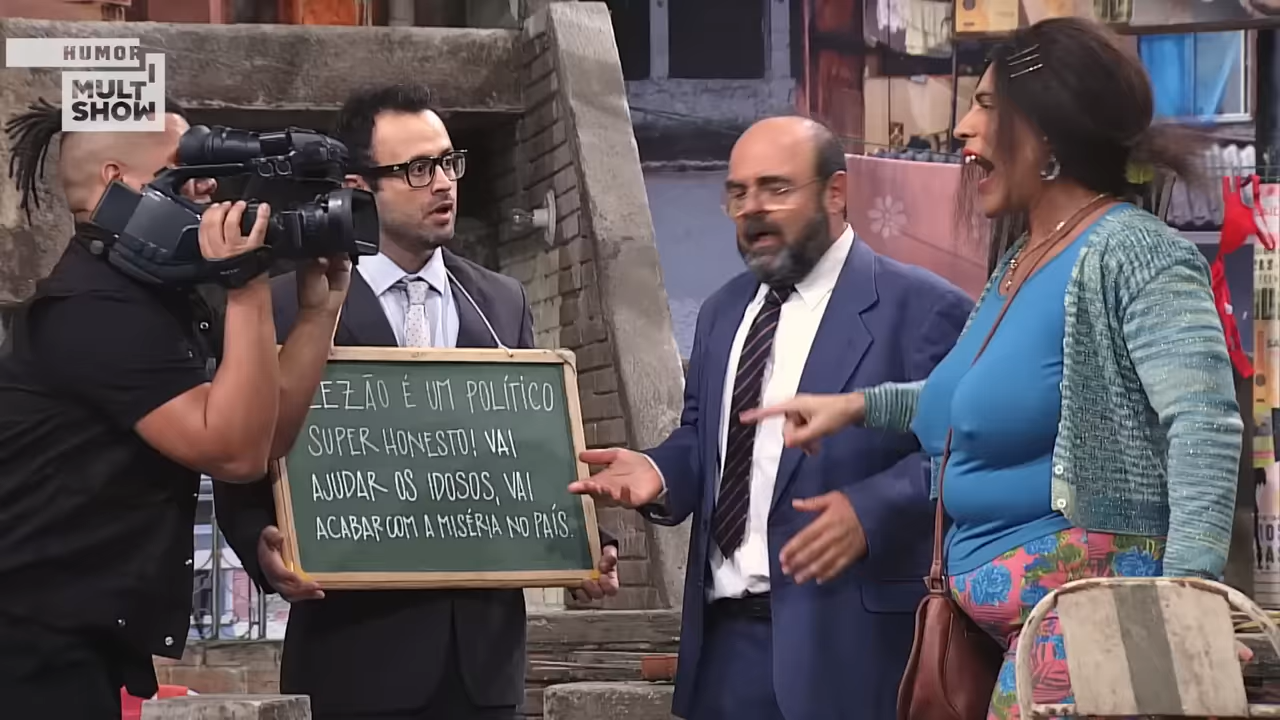 HUMOR
MULTI
SHOW
LEZÃO É UM POLÍTICO
SUPER HONESTO! VAI
AJUDAR OS IDOSOS, VAI
ACABAR COM A MISÉRIA NO PAÍS.